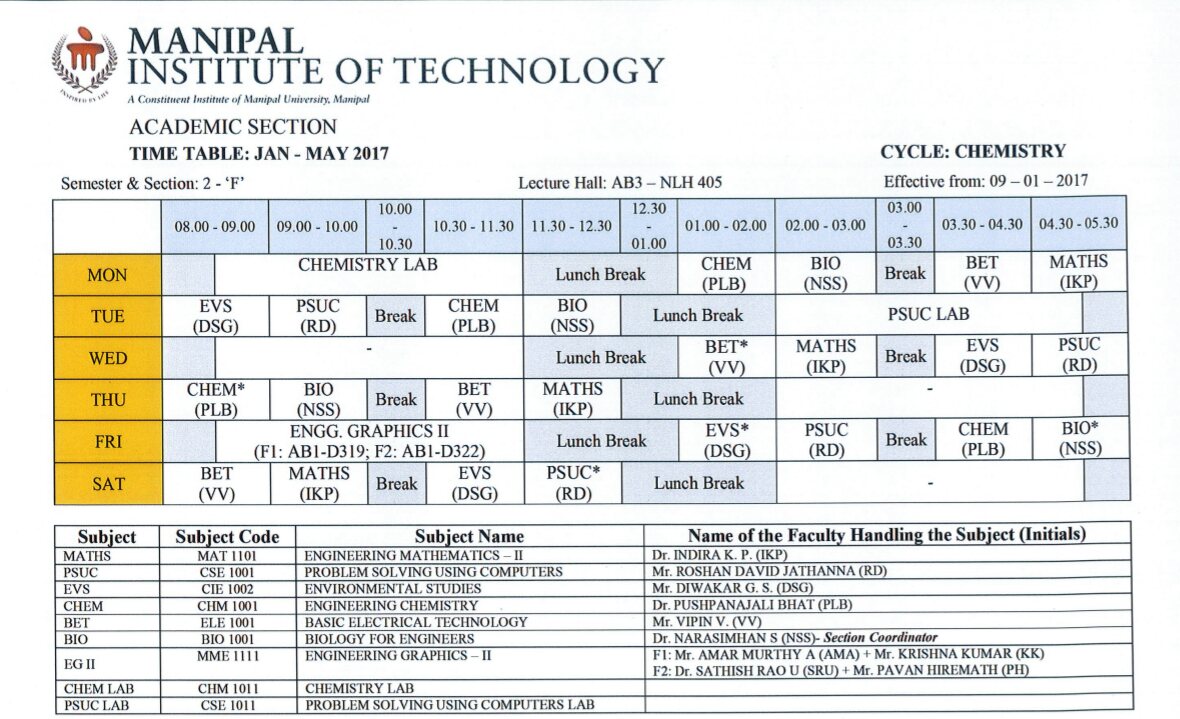 MANIPAL
INSTITUTE OF TECHNOLOGY
INSPIRED BY LIFE
A Constituent Institute of Manipal University, Manipal
ACADEMIC SECTION
TIME TABLE: JAN - MAY 2017
CYCLE: CHEMISTRY
Semester & Section: 2 - ‘F’ Lecture Hall: AB3 – NLH 405 Effective from: 09 – 01 – 2017
08.00 - 09.00 09.00 - 10.00 10.00 - 10.30 10.30 - 11.30 11.30 - 12.30 12.30 - 01.00 01.00 - 02.00 02.00 - 03.00 03.00 - 03.30 03.30 - 04.30 04.30 - 05.30
MON CHEMISTRY LAB Lunch Break CHEM (PLB) BIO (NSS) Break BET (VV) MATHS (IKP)
TUE EVS (DSG) PSUC (RD) Break CHEM (PLB) BIO (NSS) Lunch Break PSUC LAB
WED - Lunch Break BET* (VV) MATHS (IKP) Break EVS (DSG) PSUC (RD)
THU CHEM* (PLB) BIO (NSS) Break BET (VV) MATHS (IKP) Lunch Break -
FRI ENGG. GRAPHICS II (F1: AB1-D319; F2: AB1-D322) Lunch Break EVS* (DSG) PSUC (RD) Break CHEM (PLB) BIO* (NSS)
SAT BET (VV) MATHS (IKP) Break EVS (DSG) PSUC* (RD) Lunch Break -
Subject Subject Code Subject Name Name of the Faculty Handling the Subject (Initials)
MATHS MAT 1101 ENGINEERING MATHEMATICS – II Dr. INDIRA K. P. (IKP)
PSUC CSE 1001 PROBLEM SOLVING USING COMPUTERS Mr. ROSHAN DAVID JATHANNA (RD)
EVS CIE 1002 ENVIRONMENTAL STUDIES Mr. DIWAKAR G. S. (DSG)
CHEM CHM 1001 ENGINEERING CHEMISTRY Dr. PUSHPANAJALI BHAT (PLB)
BET ELE 1001 BASIC ELECTRICAL TECHNOLOGY Mr. VIPIN V. (VV)
BIO BIO 1001 BIOLOGY FOR ENGINEERS Dr. NARASIMHAN S (NSS)- Section Coordinator
EG II MME 1111 ENGINEERING GRAPHICS – II F1: Mr. AMAR MURTHY A (AMA) + Mr. KRISHNA KUMAR (KK)
F2: Dr. SATHISH RAO U (SRU) + Mr. PAVAN HIREMATH (PH)
CHEM LAB CHM 1011 CHEMISTRY LAB
PSUC LAB CSE 1011 PROBLEM SOLVING USING COMPUTERS LAB